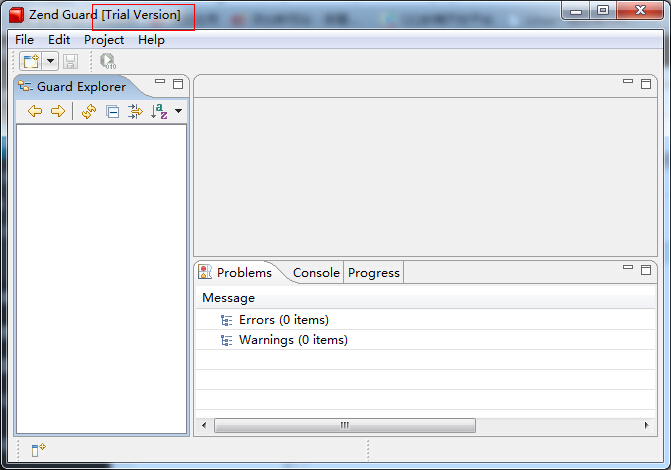 Zend Guard [Trial Version]
File Edit Project Help
010
Guard Explorer
a
z
Problems Console Progress
Message
Errors (0 items)
Warnings (0 items)